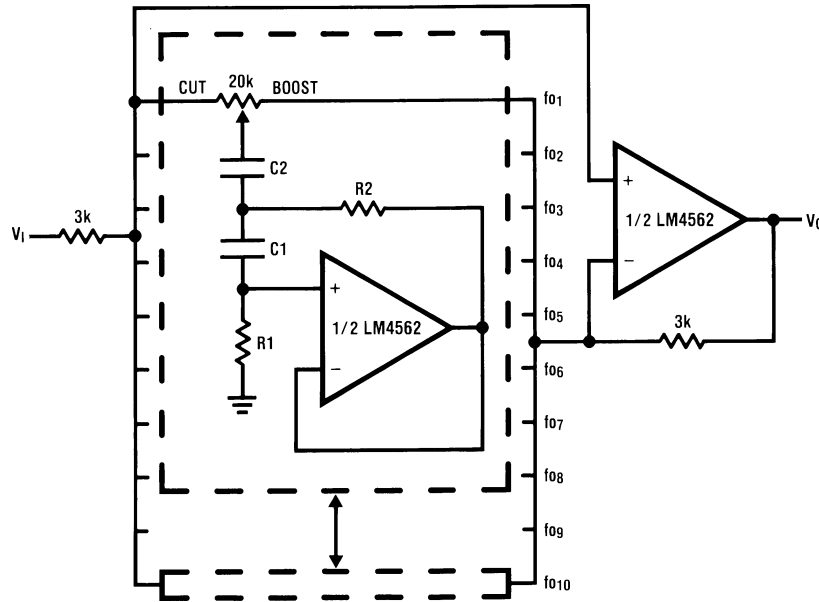 CUT 20k BOOST
fo1
fo2
C2
R2
fo3
3k
VI
+
1/2 LM4562
VO
C1
fo4
−
+
1/2 LM4562
fo5
R1
3k
−
fo6
fo7
fo8
fo9
fo10